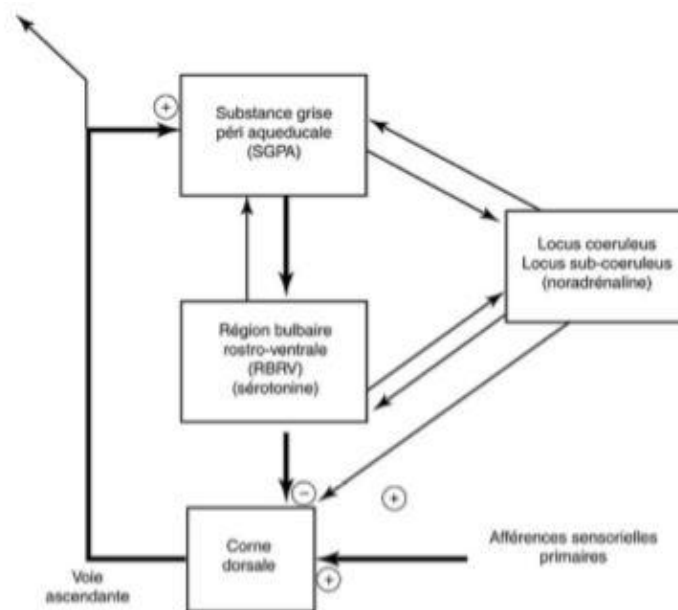 +
Substance grise
péri aqueducale
(SGPA)
Locus coeruleus
Locus sub-coeruleus
(noradrénaline)
Région bulbaire
rostro-ventrale
(RBRV)
(sérotonine)
−
+
Corne
dorsale
Afférences sensorielles
primaires
+
Voie
ascendante